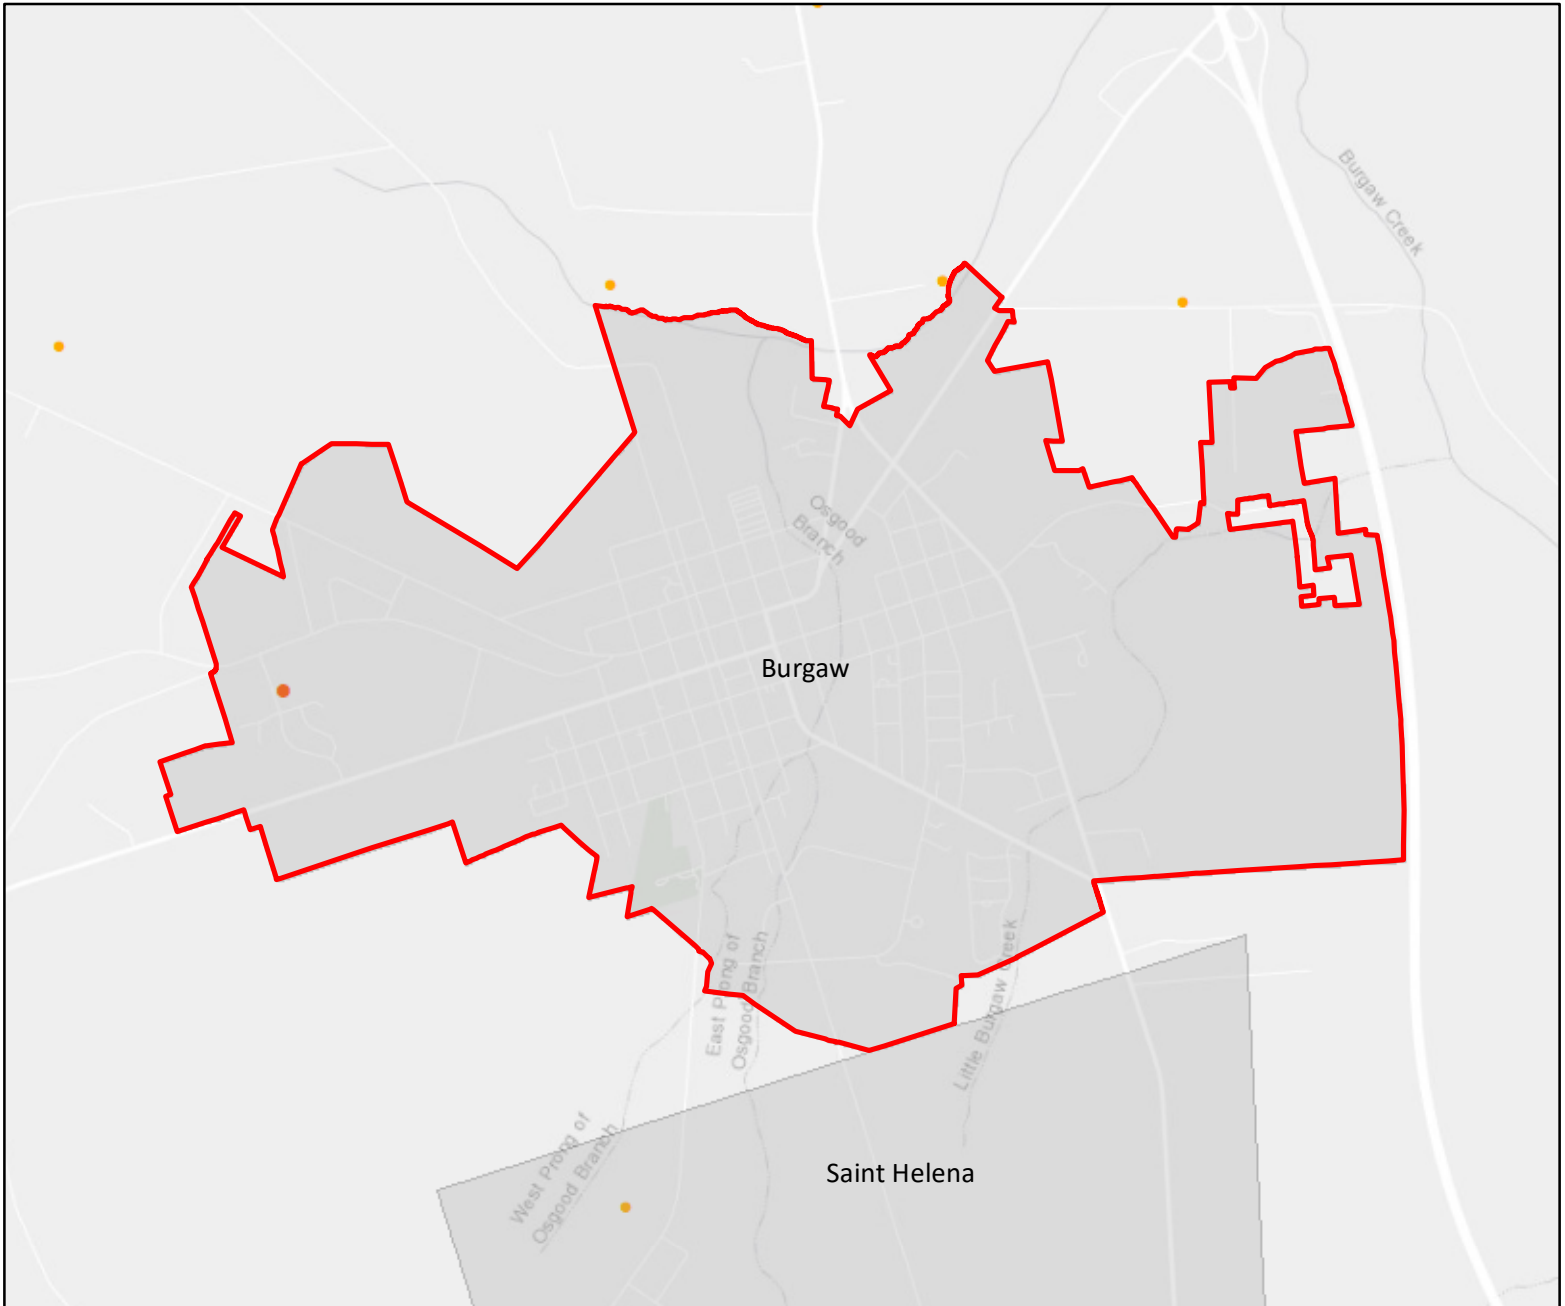 Burgaw Creek
Osgood
Branch
Burgaw
East Prong of
Osgood Branch
Little Burgaw Creek
West Prong of
Osgood Branch
Saint Helena